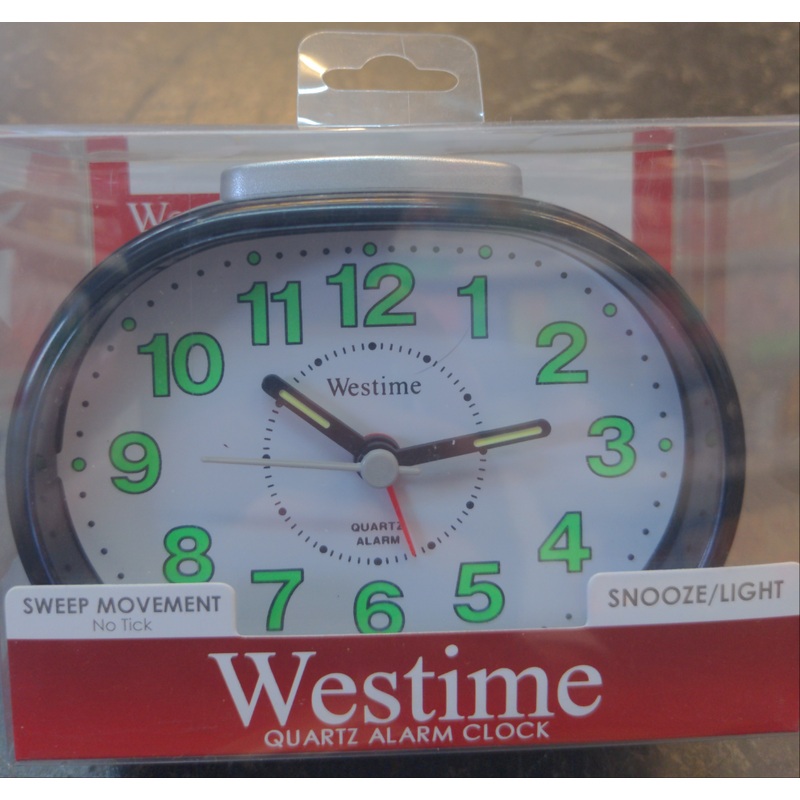 We
11 12 1
10 2
Westime
9 3
QUARTZ
ALARM
8 4
7 6 5
SWEEP MOVEMENT
No Tick
SNOOZE/LIGHT
Westime
QUARTZ ALARM CLOCK